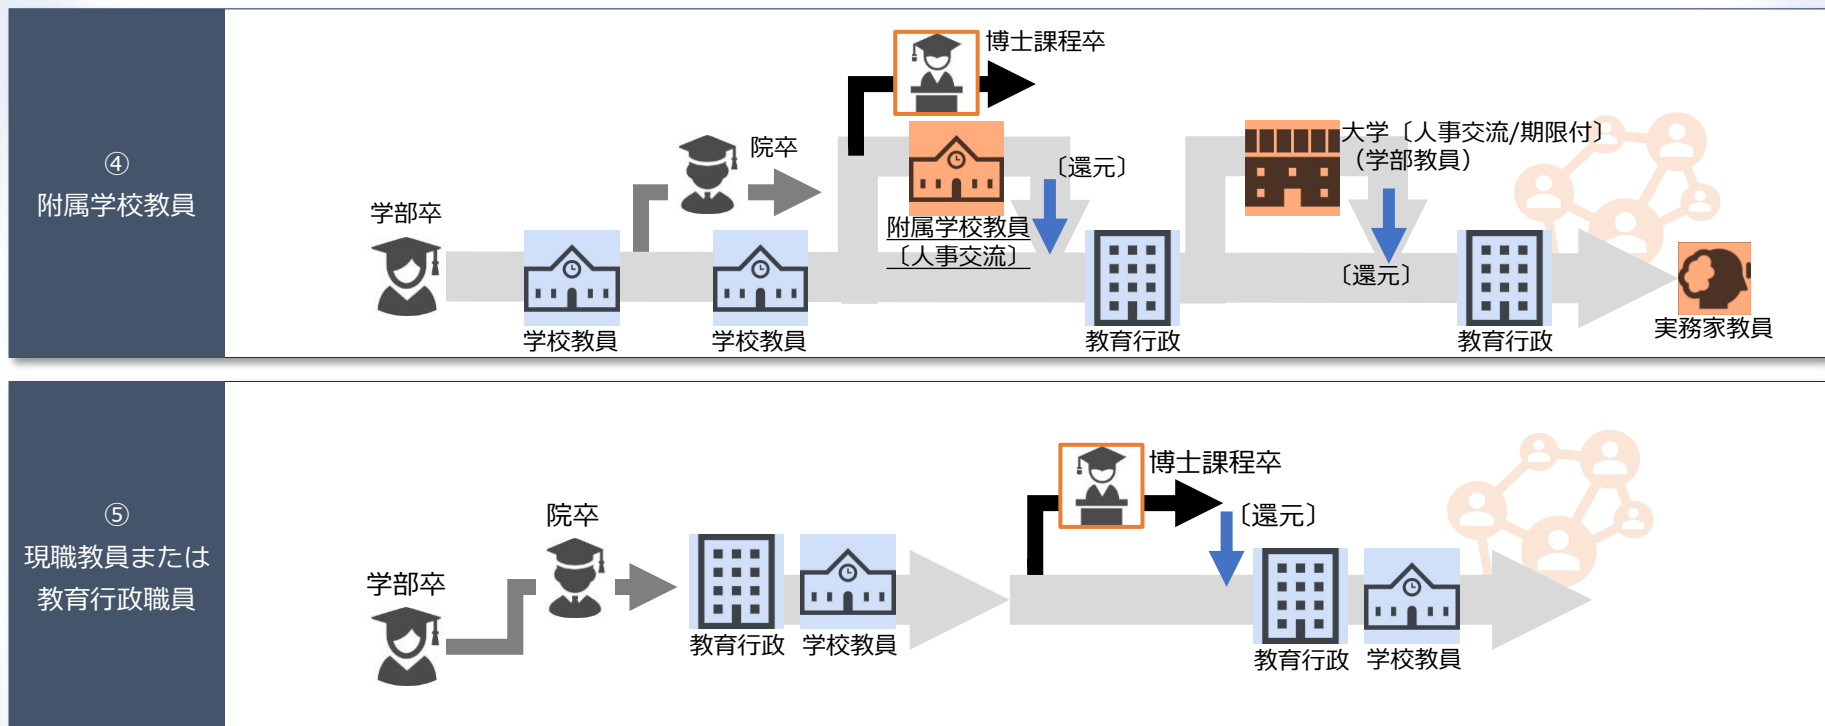 ④
附属学校教員
博士課程卒
院卒
〔還元〕
大学〔人事交流/期限付〕
(学部教員)
学部卒
附属学校教員
〔人事交流〕
〔還元〕
学校教員
学校教員
教育行政
教育行政
実務家教員
⑤
現職教員または
教育行政職員
博士課程卒
院卒
〔還元〕
学部卒
教育行政
学校教員
教育行政
学校教員